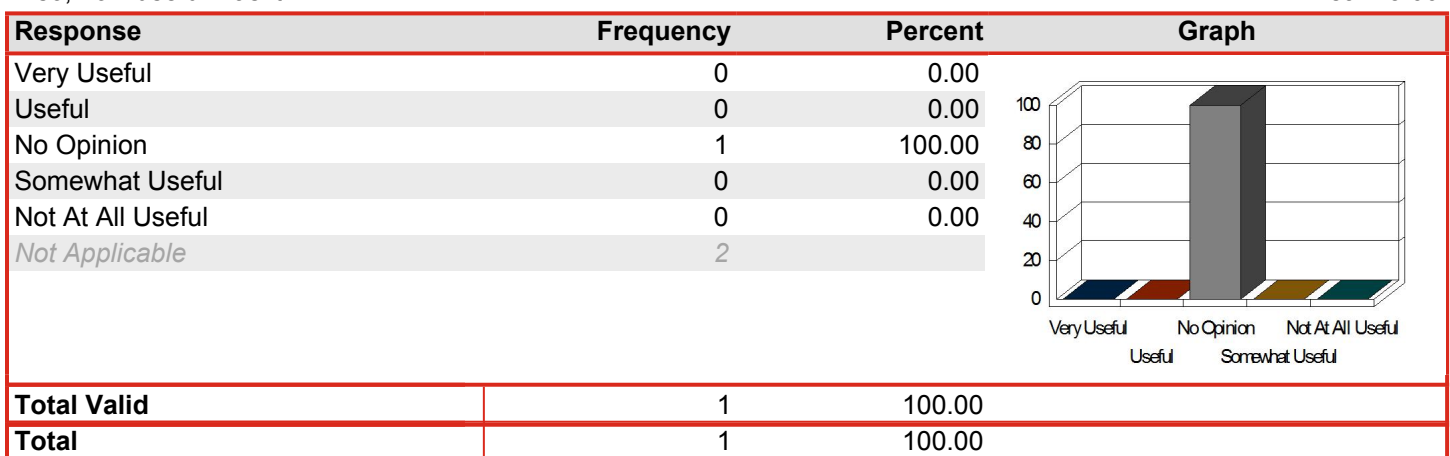 Response Frequency Percent Graph
Very Useful 0 0.00
Useful 0 0.00
No Opinion 1 100.00
Somewhat Useful 0 0.00
Not At All Useful 0 0.00
Not Applicable 2
100
80
60
40
20
0
Very Useful No Opinion Not At All Useful
Useful Somewhat Useful
Total Valid 1 100.00
Total 1 100.00